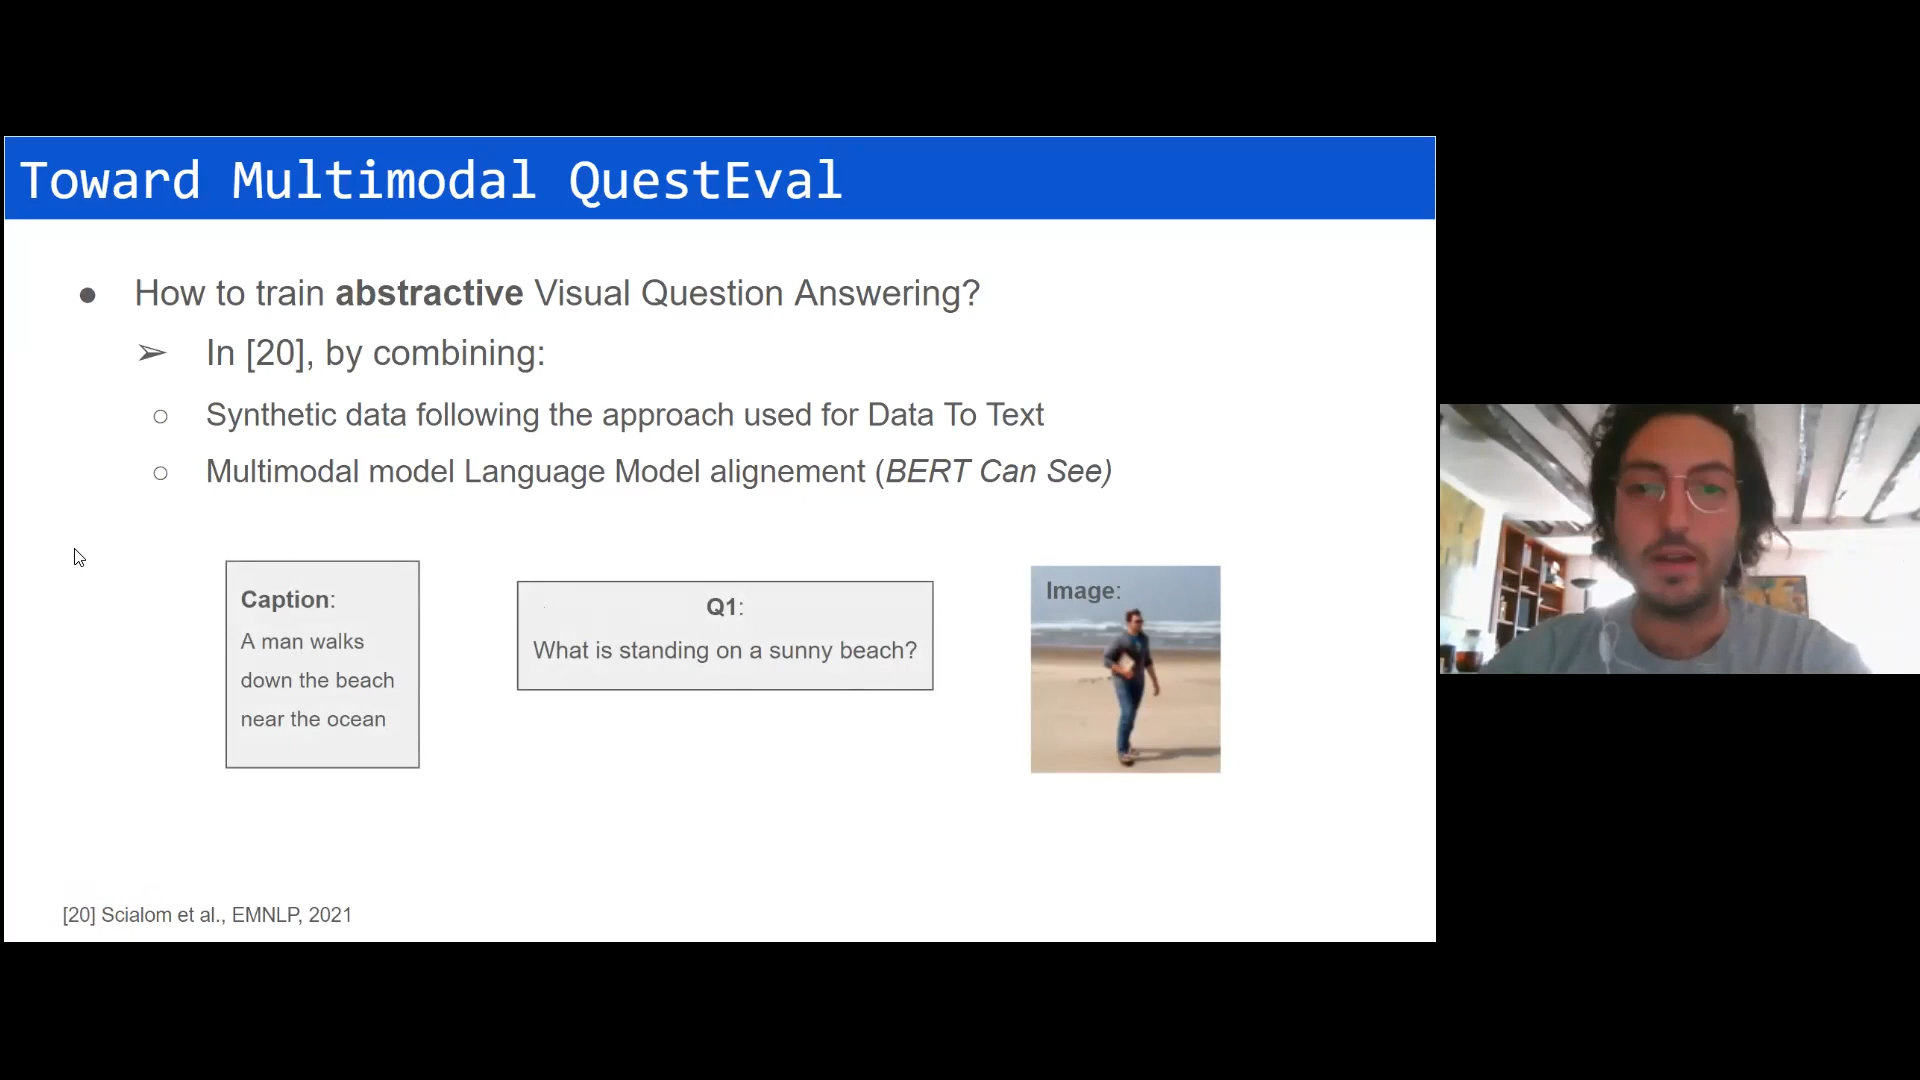 Toward Multimodal QuestEval
● How to train abstractive Visual Question Answering?
➢ In [20], by combining:
○ Synthetic data following the approach used for Data To Text
○ Multimodal model Language Model alignement (BERT Can See)
Caption:
A man walks
down the beach
near the ocean
Q1:
What is standing on a sunny beach?
Image:
[20] Scialom et al., EMNLP, 2021